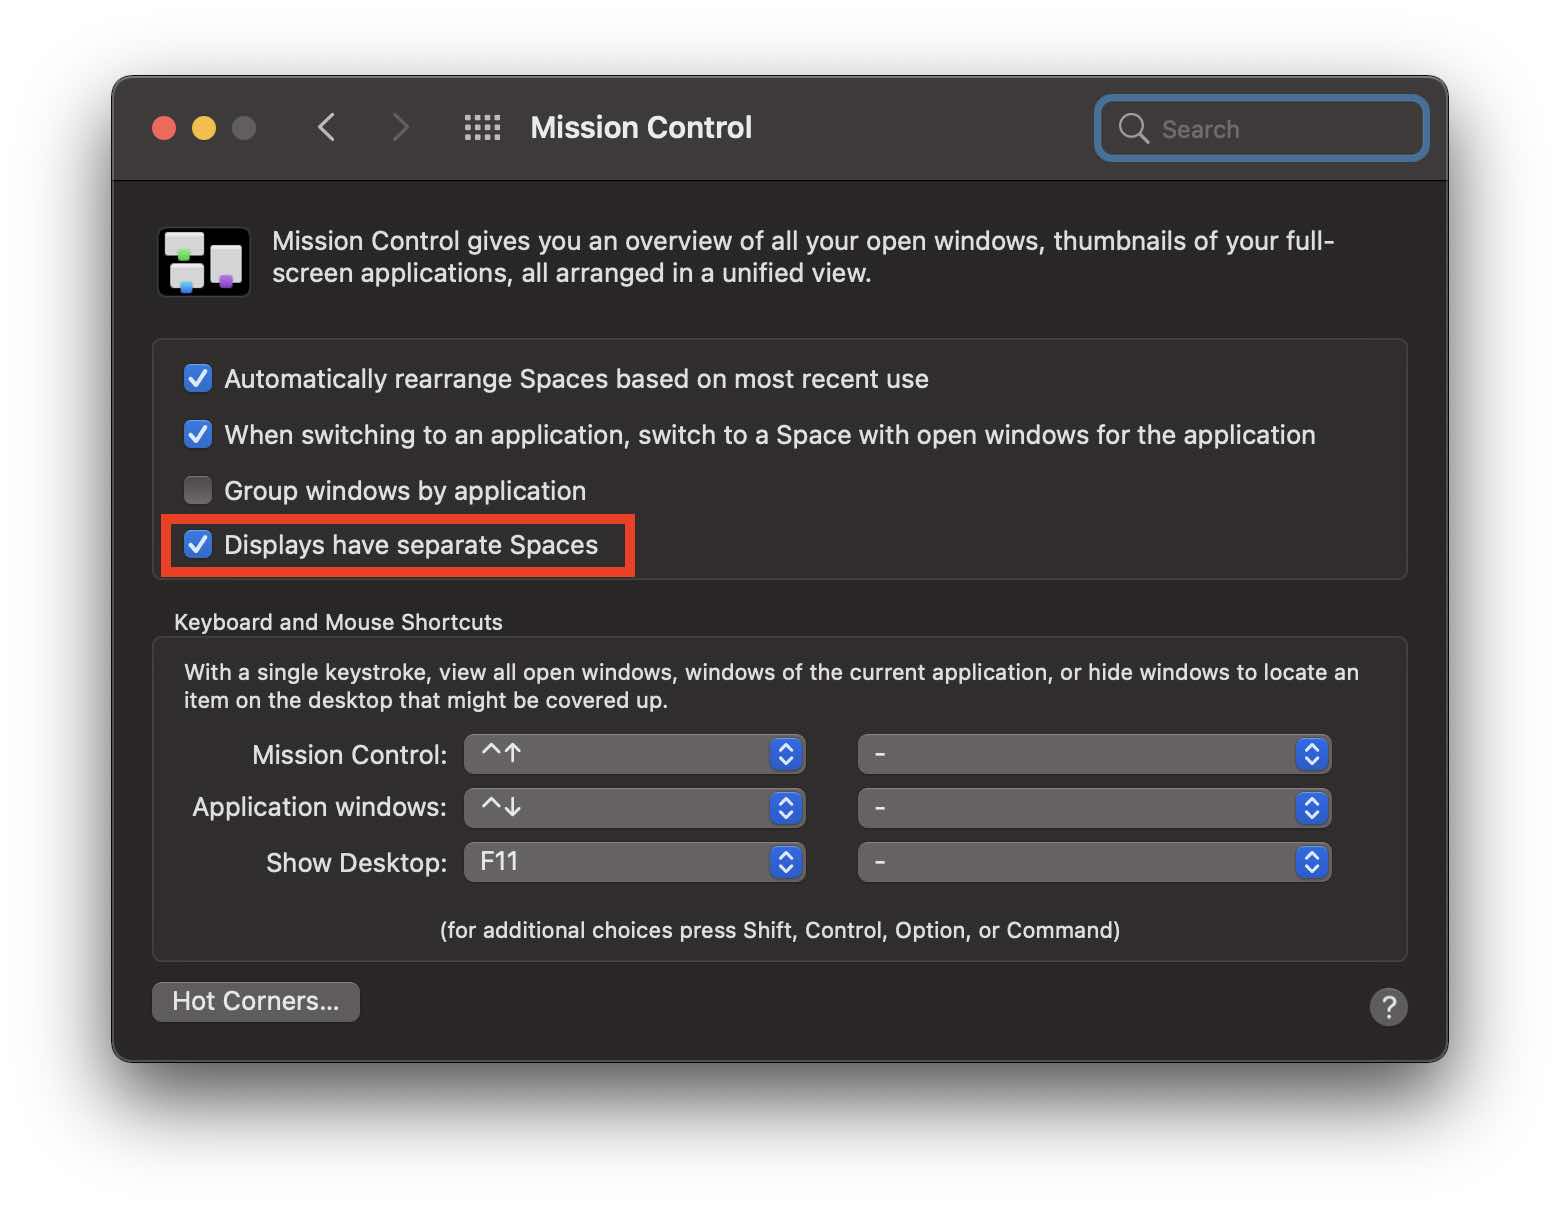 Mission Control
Search
Mission Control gives you an overview of all your open windows, thumbnails of your full-
screen applications, all arranged in a unified view.
Automatically rearrange Spaces based on most recent use
When switching to an application, switch to a Space with open windows for the application
Group windows by application
Displays have separate Spaces
Keyboard and Mouse Shortcuts
With a single keystroke, view all open windows, windows of the current application, or hide windows to locate an
item on the desktop that might be covered up.
Mission Control: ^↑ -
Application windows: ^↓ -
Show Desktop: F11 -
(for additional choices press Shift, Control, Option, or Command)
Hot Corners... ?